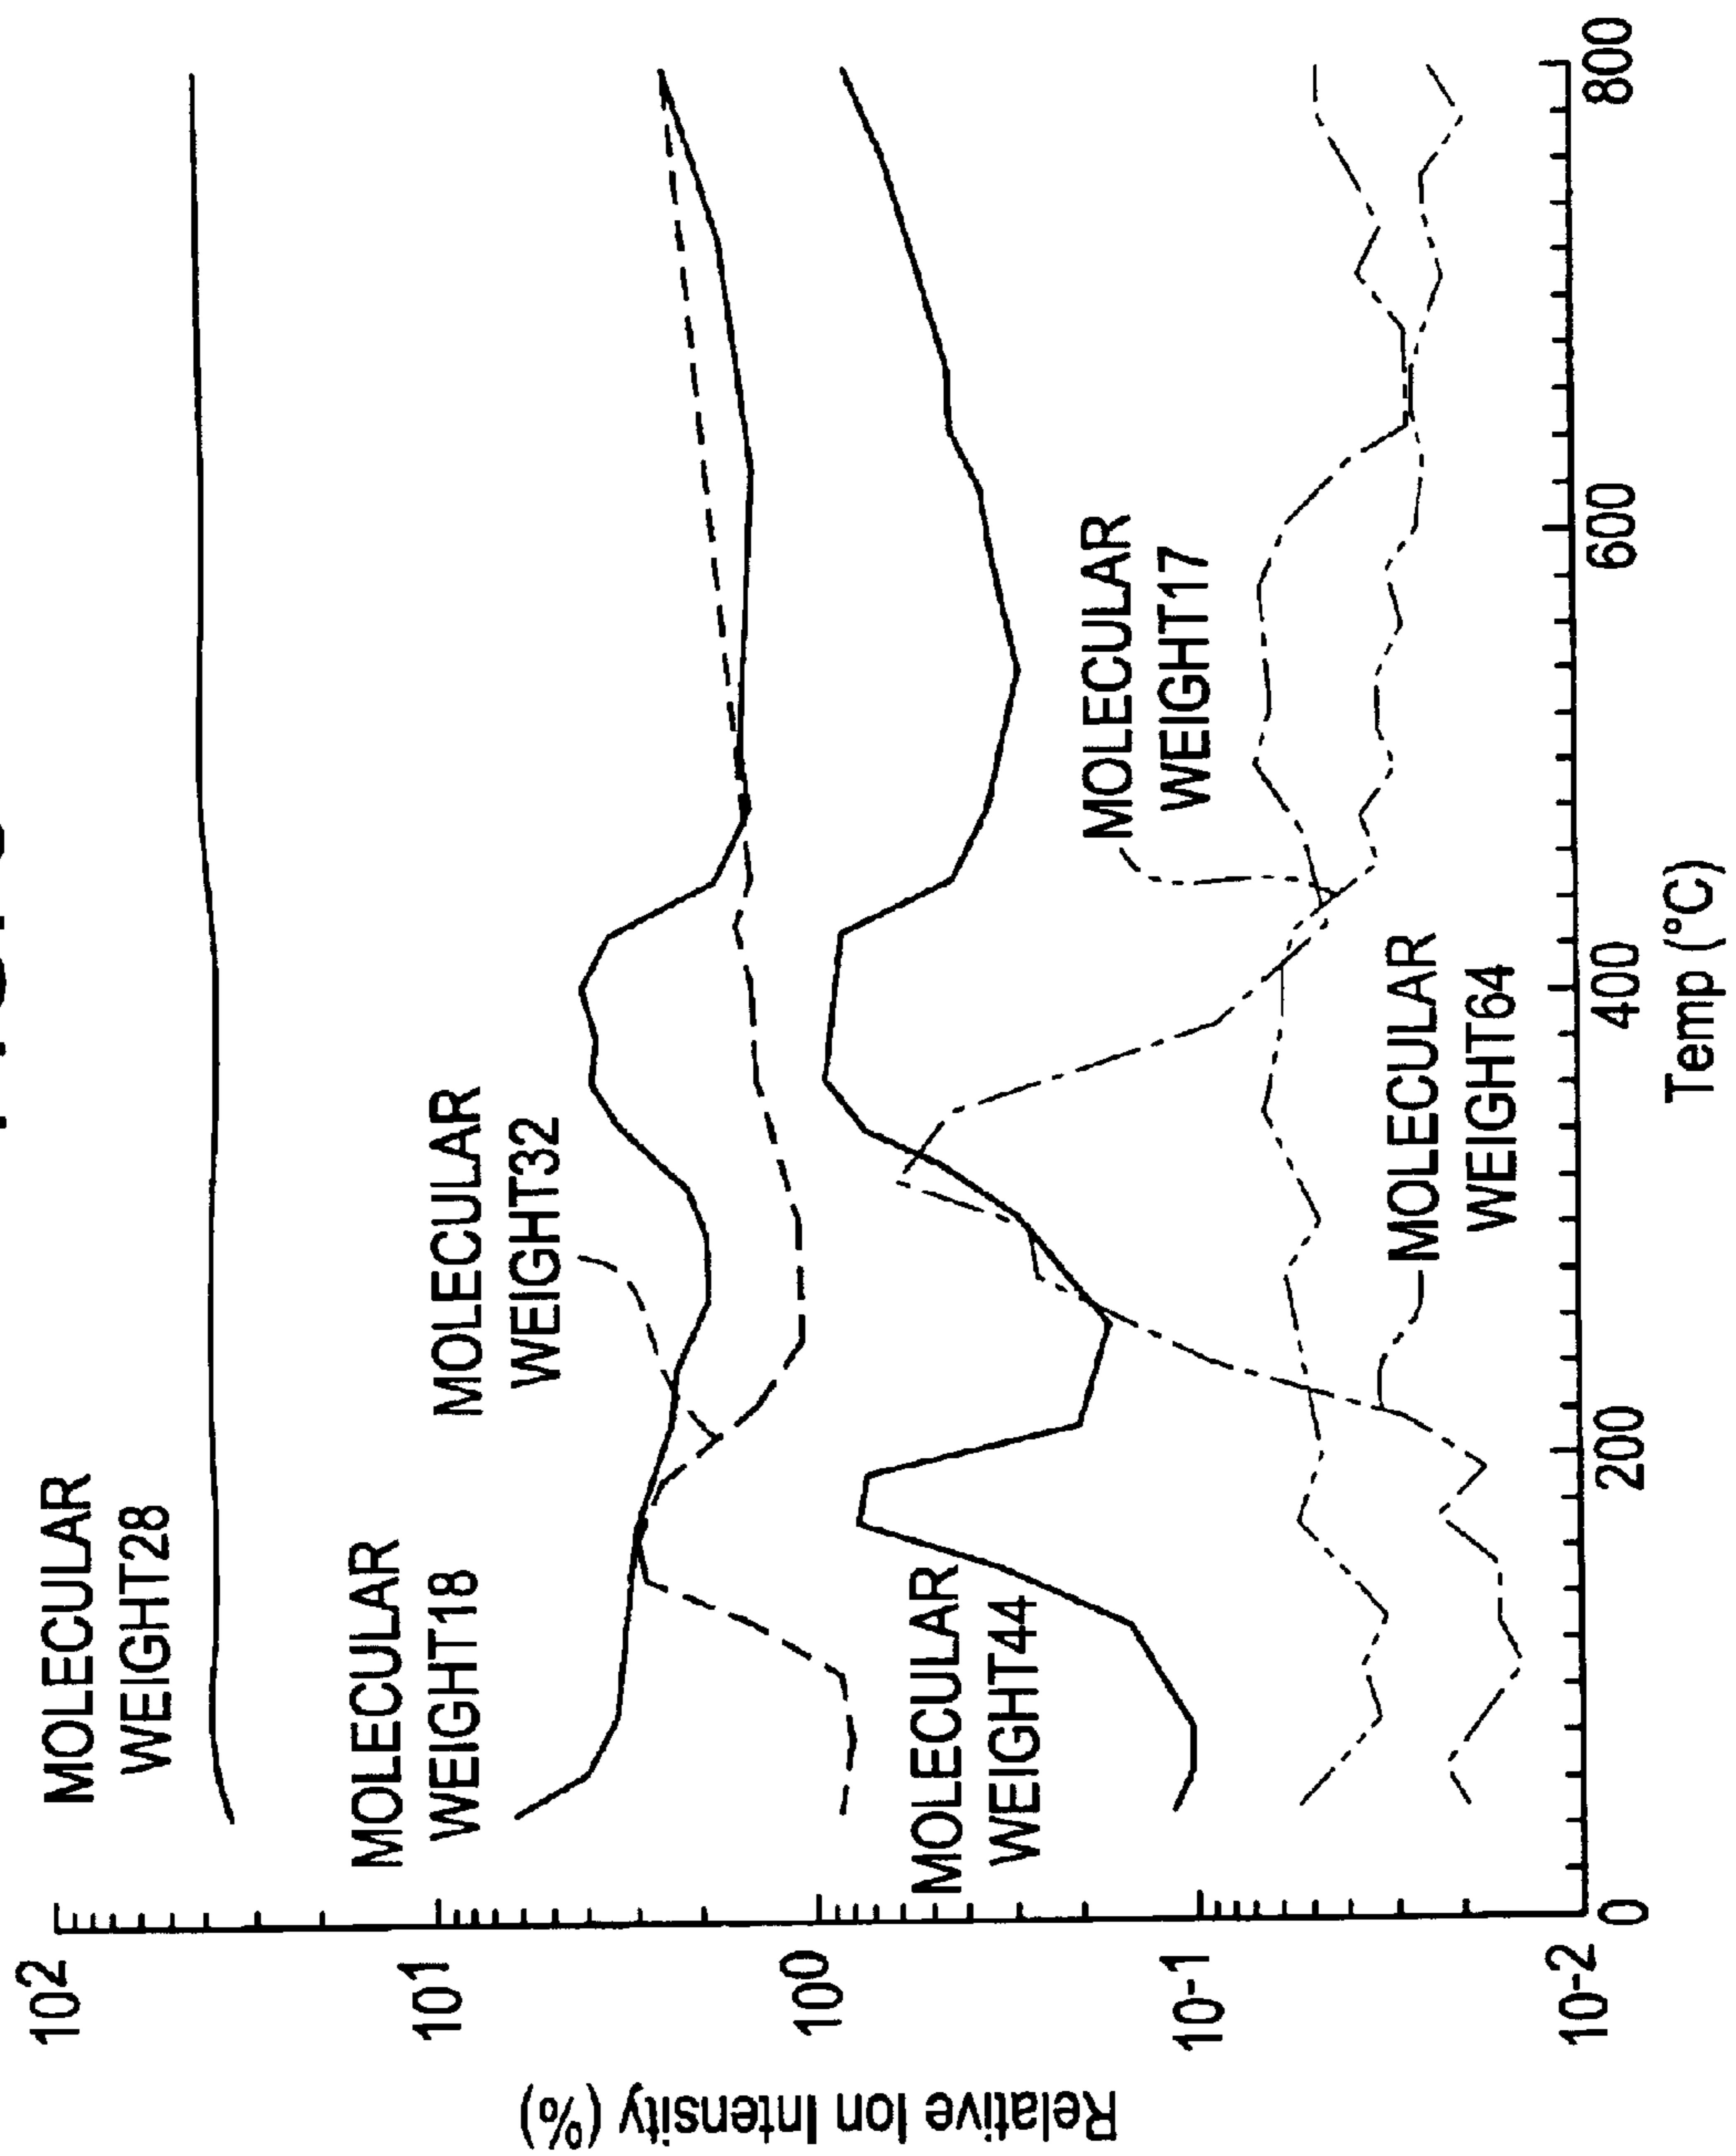 MOLECULAR
WEIGHT28
MOLECULAR
WEIGHT18
MOLECULAR
WEIGHT32
MOLECULAR
WEIGHT44
MOLECULAR
WEIGHT17
MOLECULAR
WEIGHT64
10²
10¹
10⁰
10⁻¹
10⁻²
Relative Ion Intensity (%)
0
200
400
600
800
Temp (°C)